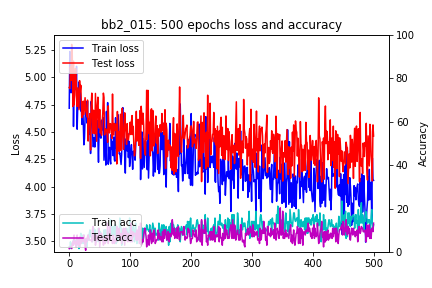 bb2_015: 500 epochs loss and accuracy
Train loss
Test loss
Train acc
Test acc
Loss
5.25
5.00
4.75
4.50
4.25
4.00
3.75
3.50
Accuracy
100
80
60
40
20
0
0 100 200 300 400 500